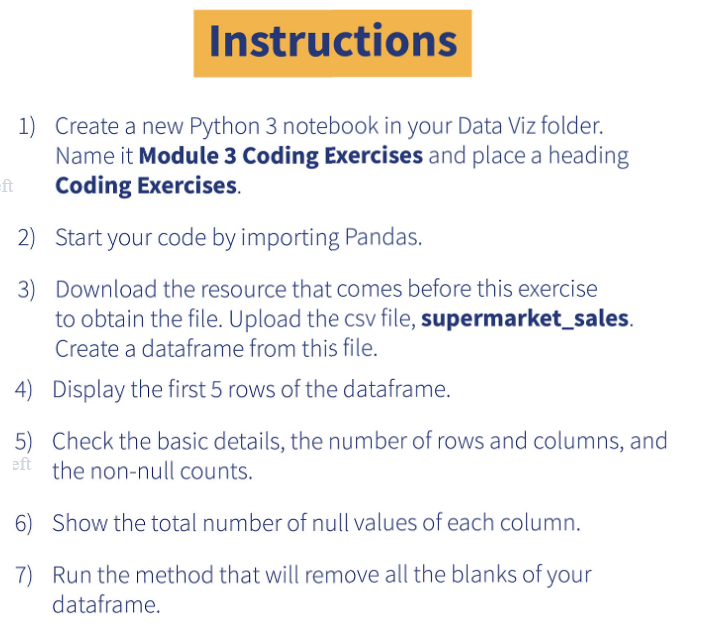 Instructions
1) Create a new Python 3 notebook in your Data Viz folder.
Name it Module 3 Coding Exercises and place a heading
Coding Exercises.
eft
2) Start your code by importing Pandas.
3) Download the resource that comes before this exercise
to obtain the file. Upload the csv file, supermarket_sales.
Create a dataframe from this file.
4) Display the first 5 rows of the dataframe.
5) Check the basic details, the number of rows and columns, and
eft
the non-null counts.
6) Show the total number of null values of each column.
7) Run the method that will remove all the blanks of your
dataframe.